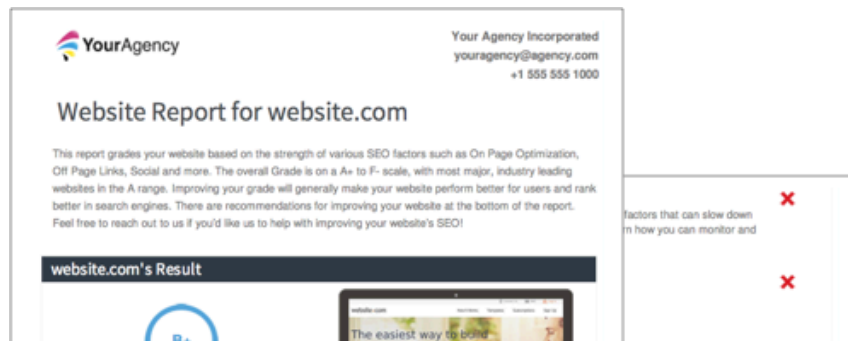 YourAgency
Your Agency Incorporated
youragency@agency.com
+1 555 555 1000
Website Report for website.com
This report grades your website based on the strength of various SEO factors such as On Page Optimization,
Off Page Links, Social and more. The overall Grade is on a A+ to F- scale, with most major, industry leading
websites in the A range. Improving your grade will generally make your website perform better for users and rank
better in search engines. There are recommendations for improving your website at the bottom of the report.
Feel free to reach out to us if you'd like us to help with improving your website's SEO!
website.com's Result
B+
website.com
The easiest way to build
factors that can slow down
rn how you can monitor and